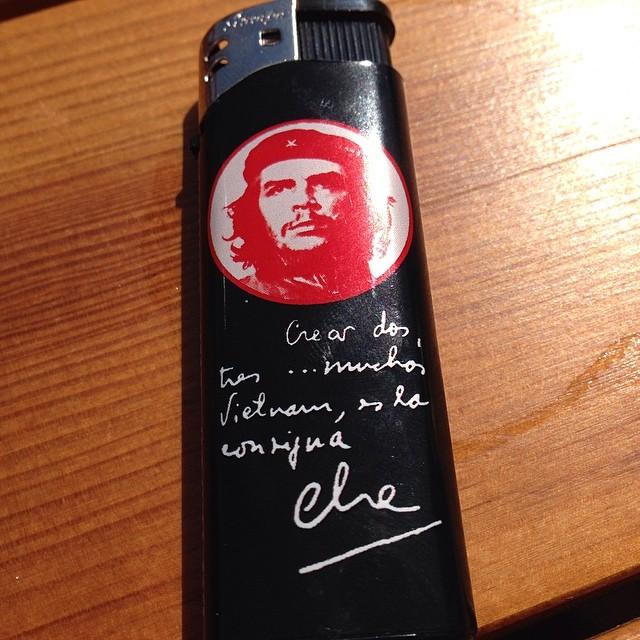 Crear dos,
tres ...muchos
Vietnam, es la
consigna
Che